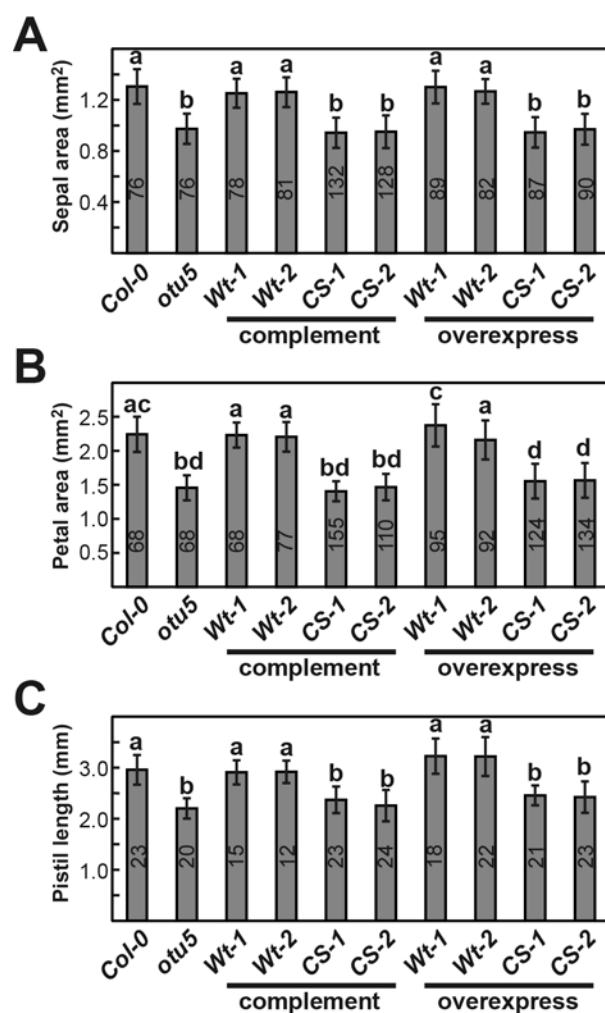 A
Sepal area (mm²)
1.2
0.8
0.4
a b a a b b a a b b
76 76 78 81 132 128 89 82 87 90
Col-0 otu5 Wt-1 Wt-2 CS-1 CS-2 Wt-1 Wt-2 CS-1 CS-2
complement overexpress
B
Petal area (mm²)
2.5
2.0
1.5
1.0
0.5
ac bd a a bd bd c a d d
68 68 68 77 155 110 95 92 124 134
Col-0 otu5 Wt-1 Wt-2 CS-1 CS-2 Wt-1 Wt-2 CS-1 CS-2
complement overexpress
C
Pistil length (mm)
3.0
2.0
1.0
a b a a b b a a b b
23 20 15 12 23 24 18 22 21 23
Col-0 otu5 Wt-1 Wt-2 CS-1 CS-2 Wt-1 Wt-2 CS-1 CS-2
complement overexpress